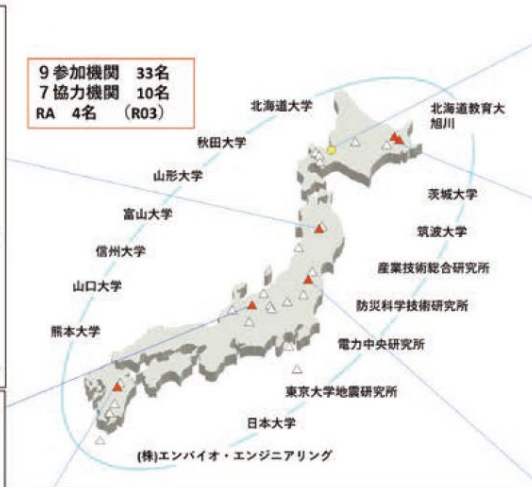 9参加機関 33名
7協力機関 10名
RA 4名 (R03)
北海道大学
秋田大学
山形大学
富山大学
信州大学
山口大学
熊本大学
北海道教育大
旭川
茨城大学
筑波大学
産業技術総合研究所
防災科学技術研究所
電力中央研究所
東京大学地震研究所
日本大学
(株)エンバイオ・エンジニアリング